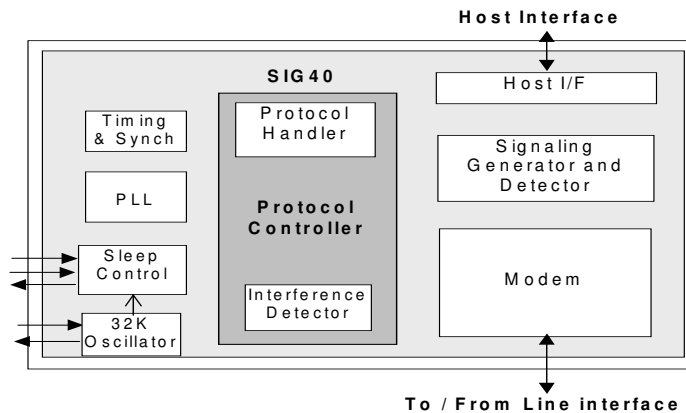 Host Interface
SIG40
Host I/F
Timing
& Synch
Protocol
Handler
Signaling
Generator and
Detector
PLL
Protocol
Controller
Sleep
Control
Modem
Interference
Detector
32K
Oscillator
To / From Line interface